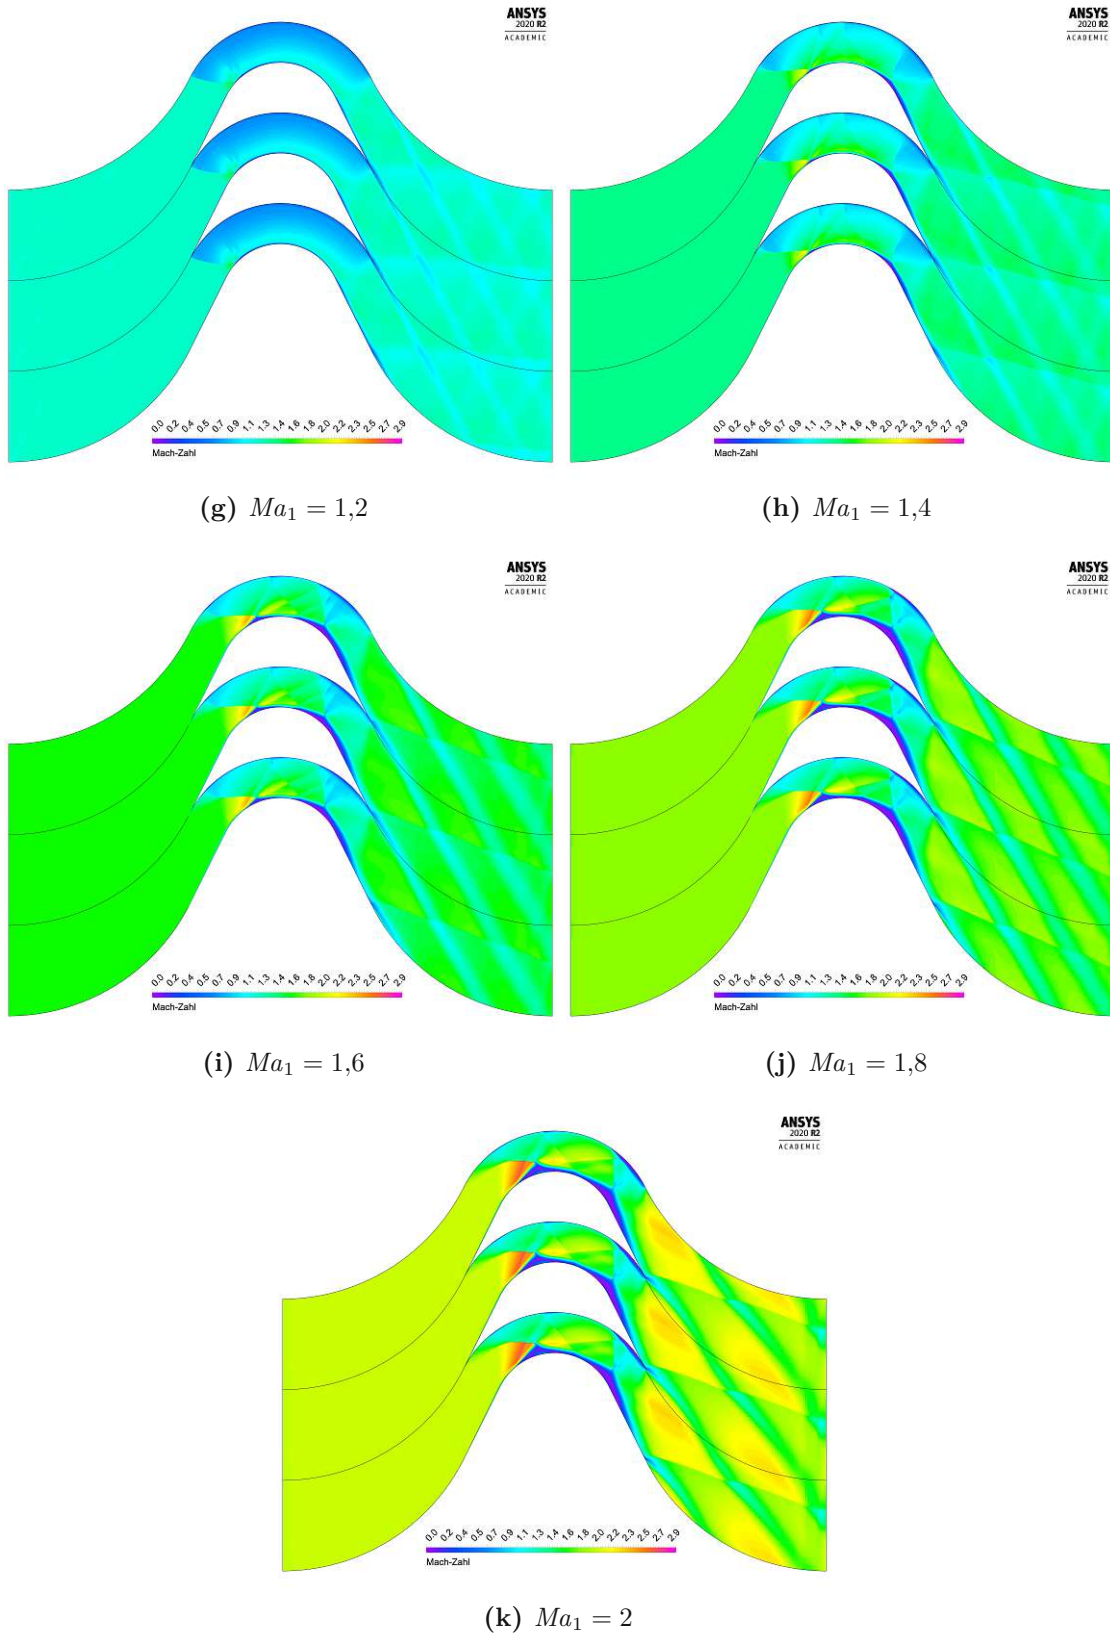 ANSYS
2020 R2
ACADEMIC
ANSYS
2020 R2
ACADEMIC
0.0 0.2 0.4 0.5 0.7 0.9 1.1 1.3 1.4 1.6 1.8 2.0 2.2 2.3 2.5 2.7 2.9
Mach-Zahl
0.0 0.2 0.4 0.5 0.7 0.9 1.1 1.3 1.4 1.6 1.8 2.0 2.2 2.3 2.5 2.7 2.9
Mach-Zahl
(g) Ma₁ = 1,2
(h) Ma₁ = 1,4
ANSYS
2020 R2
ACADEMIC
ANSYS
2020 R2
ACADEMIC
0.0 0.2 0.4 0.5 0.7 0.9 1.1 1.3 1.4 1.6 1.8 2.0 2.2 2.3 2.5 2.7 2.9
Mach-Zahl
0.0 0.2 0.4 0.5 0.7 0.9 1.1 1.3 1.4 1.6 1.8 2.0 2.2 2.3 2.5 2.7 2.9
Mach-Zahl
(i) Ma₁ = 1,6
(j) Ma₁ = 1,8
ANSYS
2020 R2
ACADEMIC
0.0 0.2 0.4 0.5 0.7 0.9 1.1 1.3 1.4 1.6 1.8 2.0 2.2 2.3 2.5 2.7 2.9
Mach-Zahl
(k) Ma₁ = 2